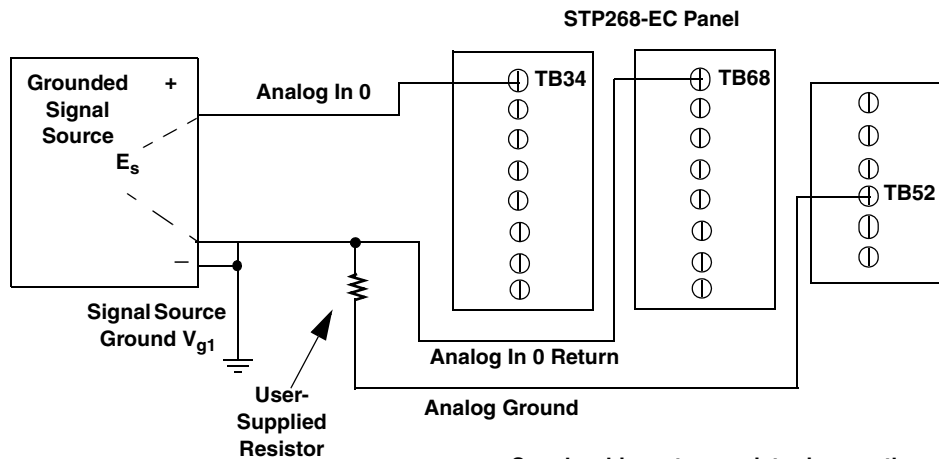 STP268-EC Panel
Grounded
Signal
Source
+
Es
–
Analog In 0
TB34
TB68
TB52
Signal Source
Ground Vg1
Analog In 0 Return
User-
Supplied
Resistor
Analog Ground